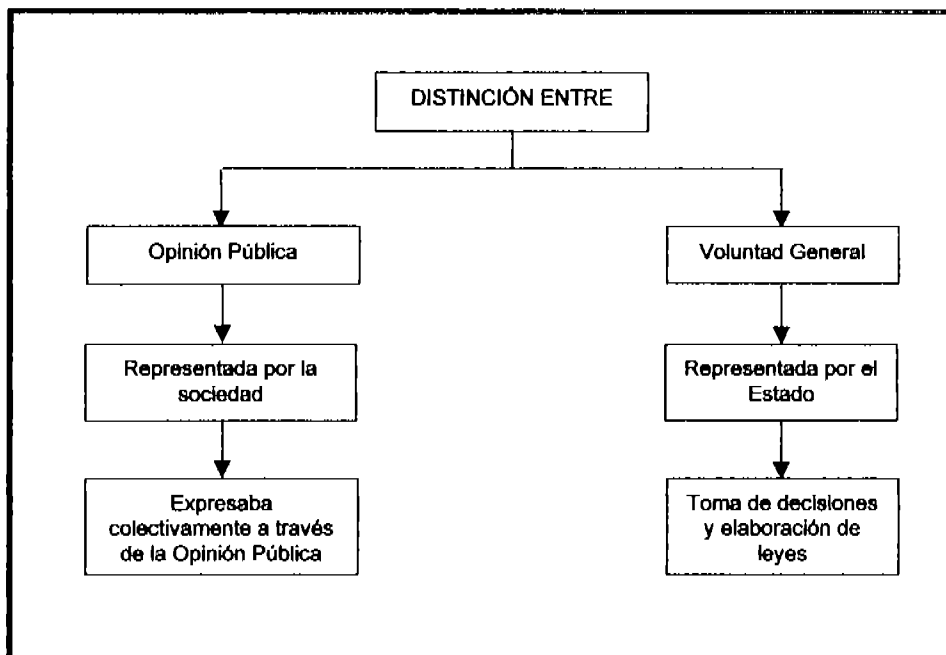 DISTINCIÓN ENTRE
Opinión Pública
Voluntad General
Representada por la
sociedad
Representada por el
Estado
Expresaba
colectivamente a través
de la Opinión Pública
Toma de decisiones
y elaboración de
leyes